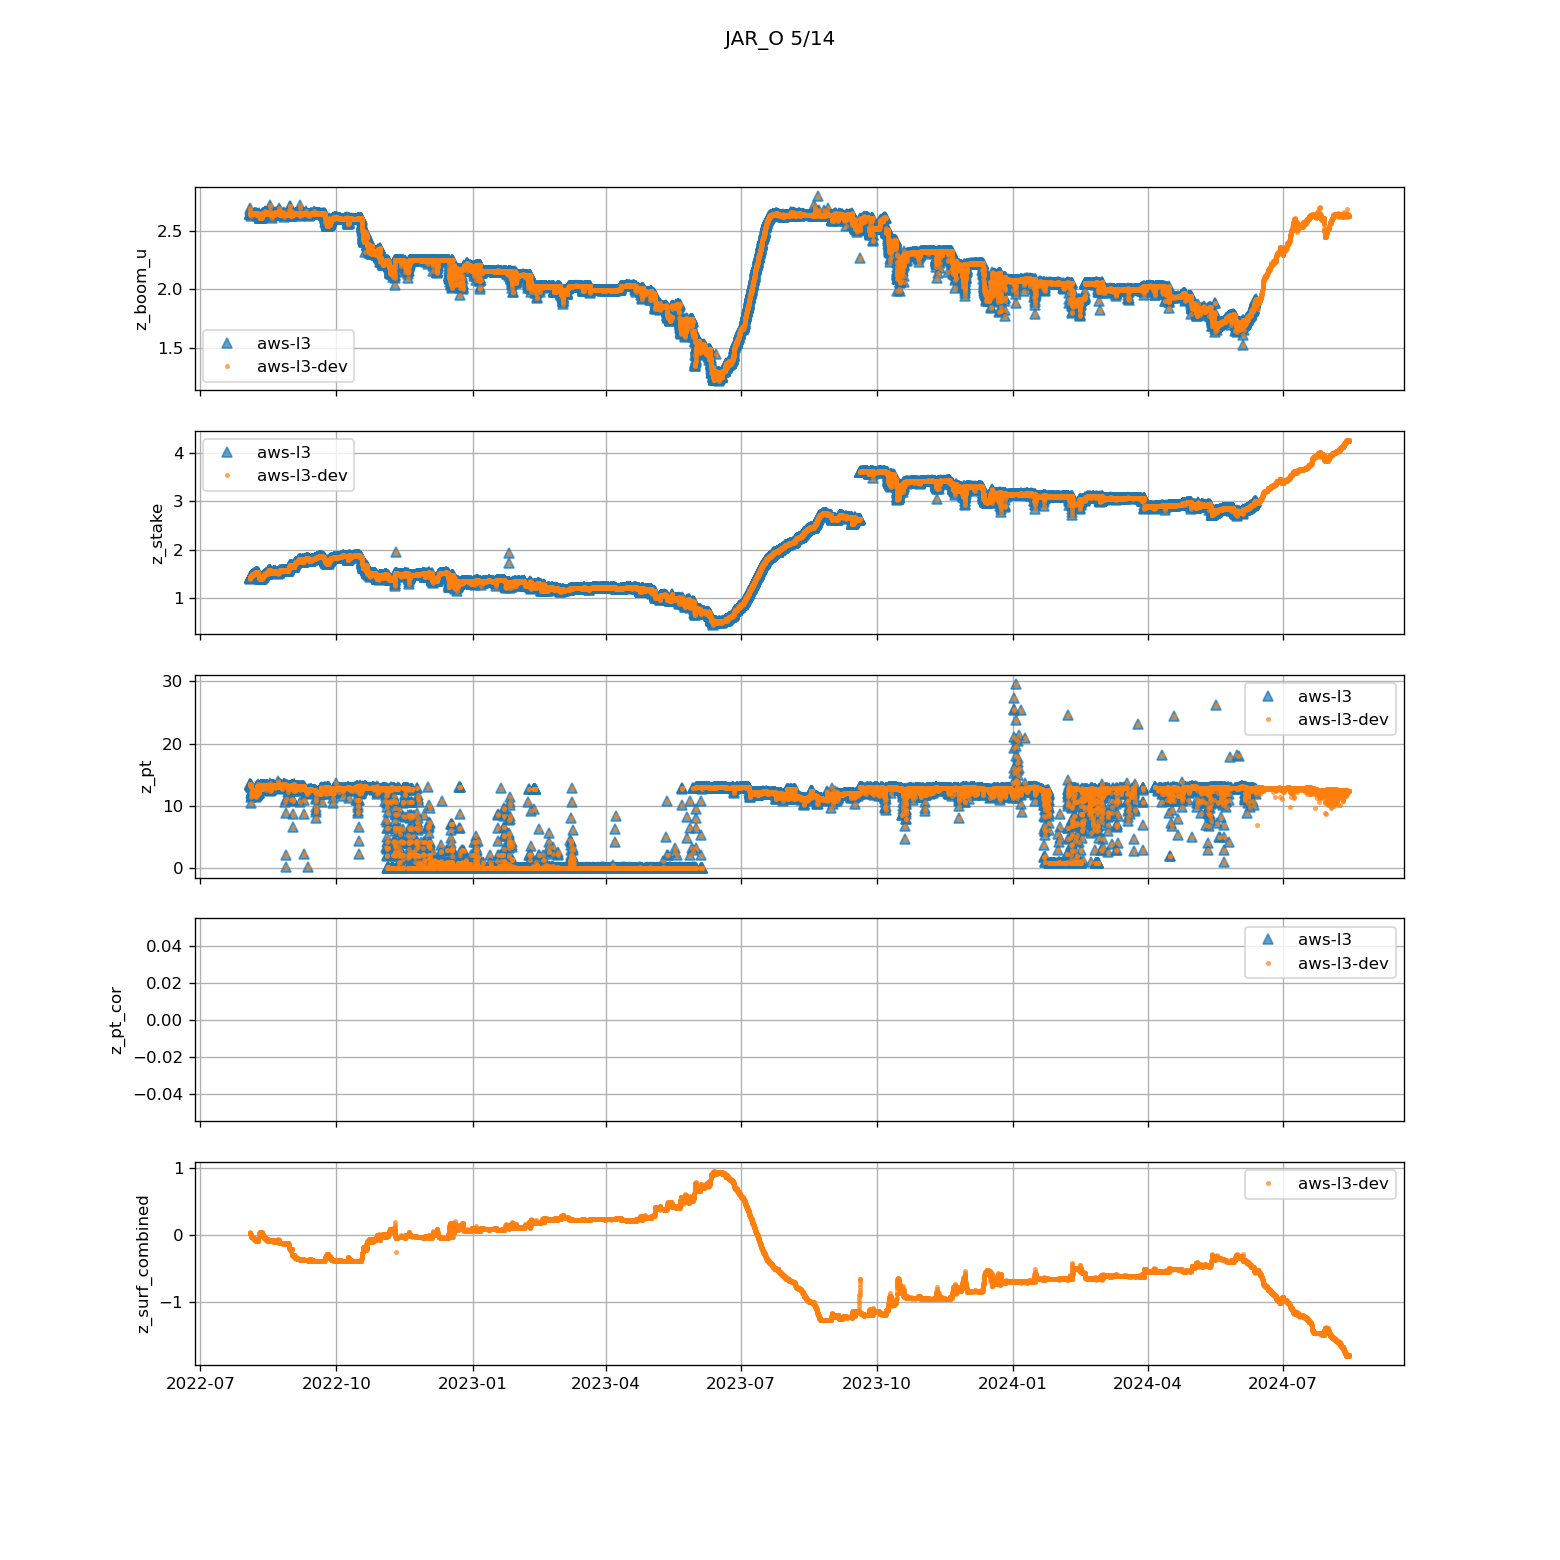 JAR_O 5/14
z_boom_u
2.5
2.0
1.5
aws-l3
aws-l3-dev
z_stake
4
3
2
1
aws-l3
aws-l3-dev
z_pt
30
20
10
0
aws-l3
aws-l3-dev
z_pt_cor
0.04
0.02
0.00
−0.02
−0.04
aws-l3
aws-l3-dev
z_surf_combined
1
0
−1
aws-l3-dev
2022-07 2022-10 2023-01 2023-04 2023-07 2023-10 2024-01 2024-04 2024-07